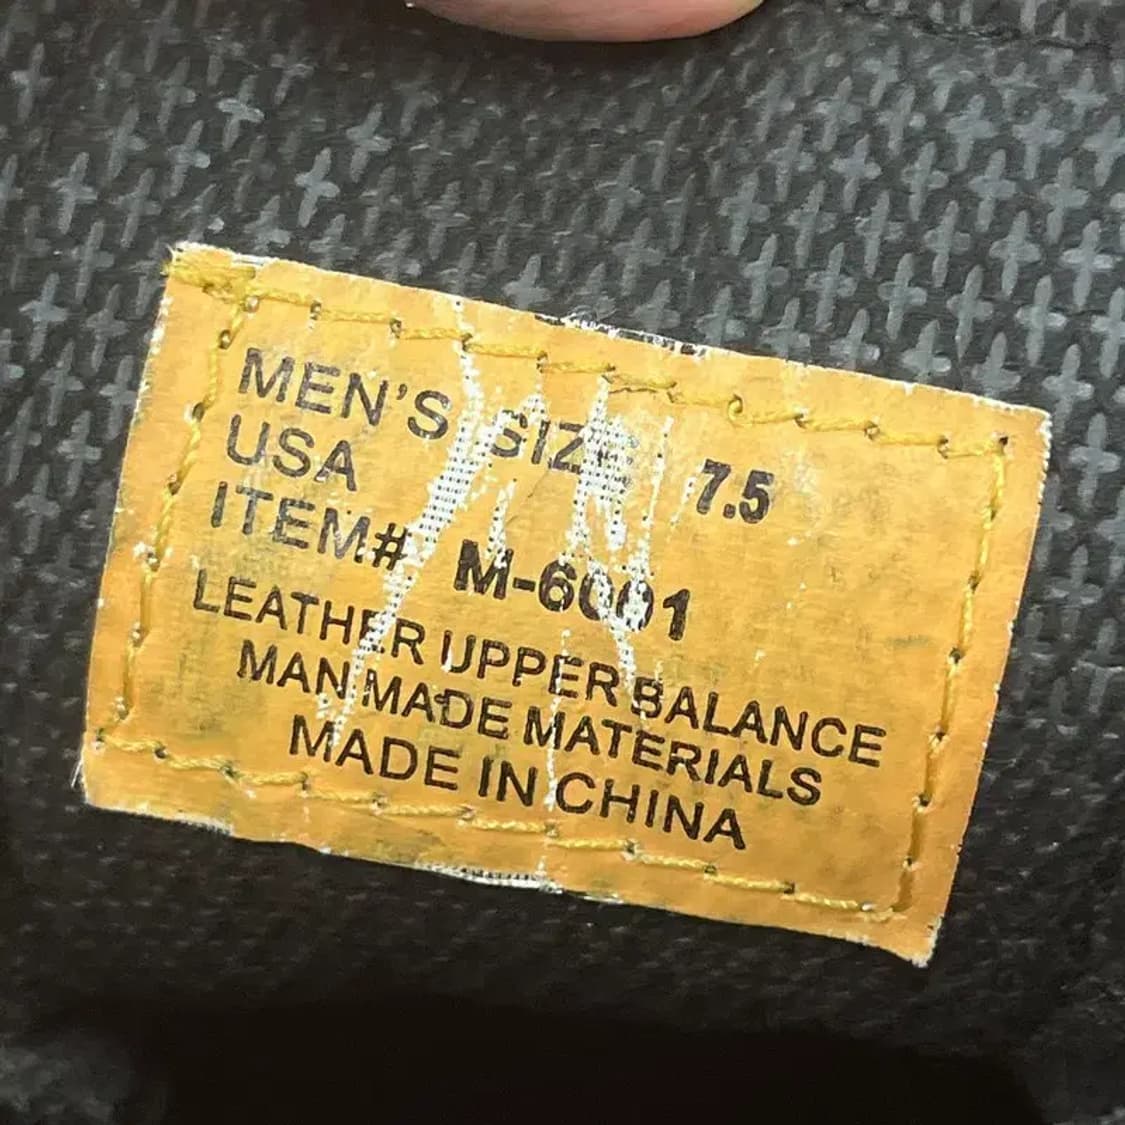 MEN'S SIZE 7.5
USA
ITEM# M-6001
LEATHER UPPER BALANCE
MAN MADE MATERIALS
MADE IN CHINA